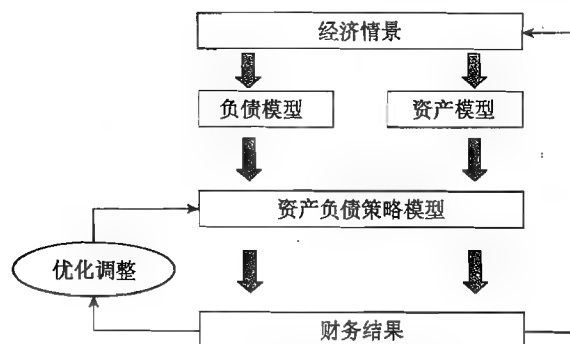 经济情景
负债模型
资产模型
资产负债策略模型
优化调整
财务结果